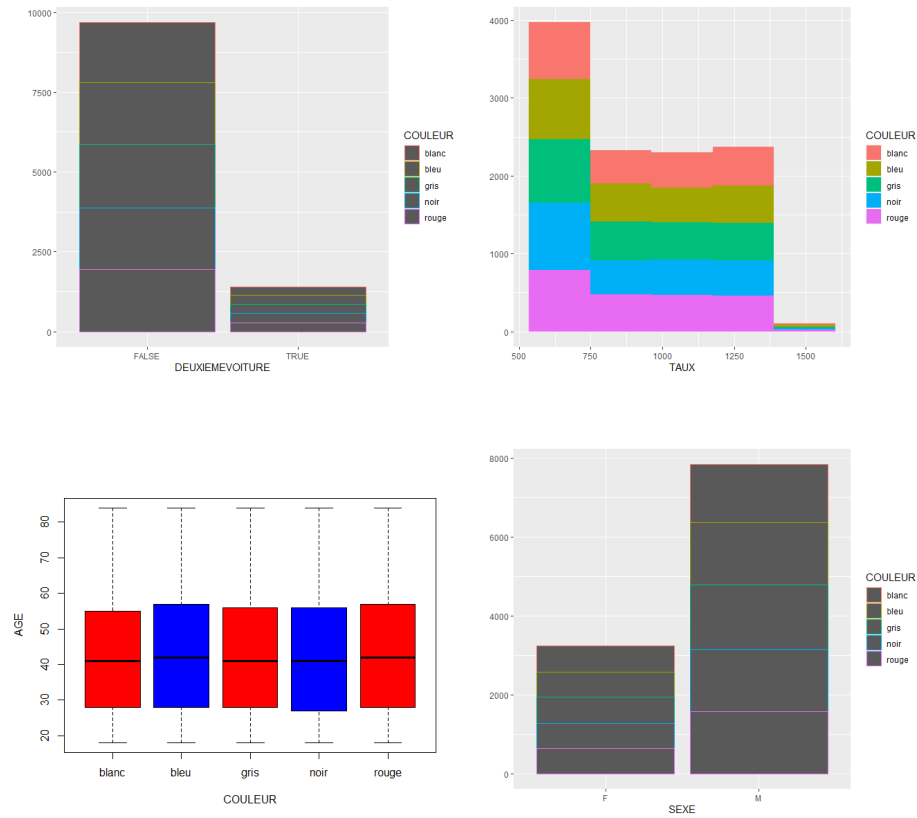 10000
7500
5000
2500
0
FALSE
TRUE
DEUXIEMEVOITURE
COULEUR
blanc
bleu
gris
noir
rouge
4000
3000
2000
1000
0
500
750
1000
1250
1500
TAUX
COULEUR
blanc
bleu
gris
noir
rouge
80
70
60
50
40
30
20
AGE
blanc
bleu
gris
noir
rouge
COULEUR
8000
6000
4000
2000
0
F
M
SEXE
COULEUR
blanc
bleu
gris
noir
rouge